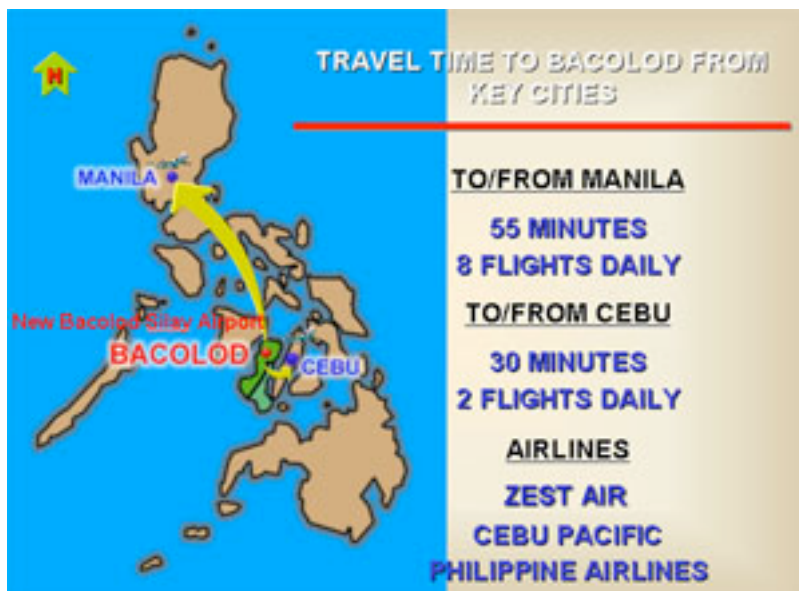 N
TRAVEL TIME TO BACOLOD FROM
KEY CITIES
MANILA
New Bacolod Silay Airport
BACOLOD
CEBU
TO/FROM MANILA
55 MINUTES
8 FLIGHTS DAILY
TO/FROM CEBU
30 MINUTES
2 FLIGHTS DAILY
AIRLINES
ZEST AIR
CEBU PACIFIC
PHILIPPINE AIRLINES